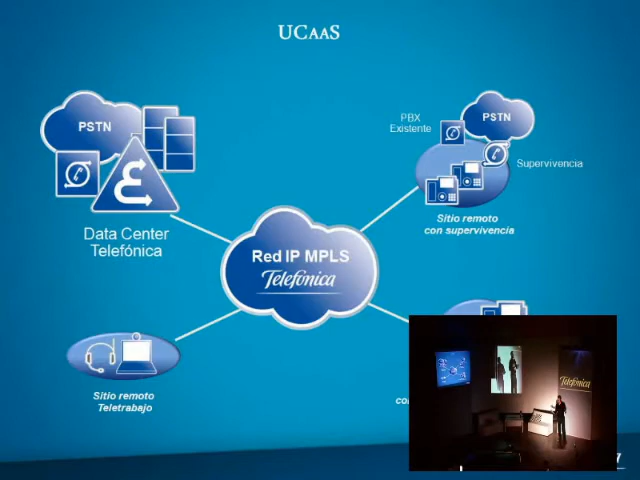 UCAAS
PSTN
Data Center
Telefónica
PBX
Existente
PSTN
Supervivencia
Sitio remoto
con supervivencia
Red IP MPLS
Telefónica
Sitio remoto
Teletrabajo
Telefónica